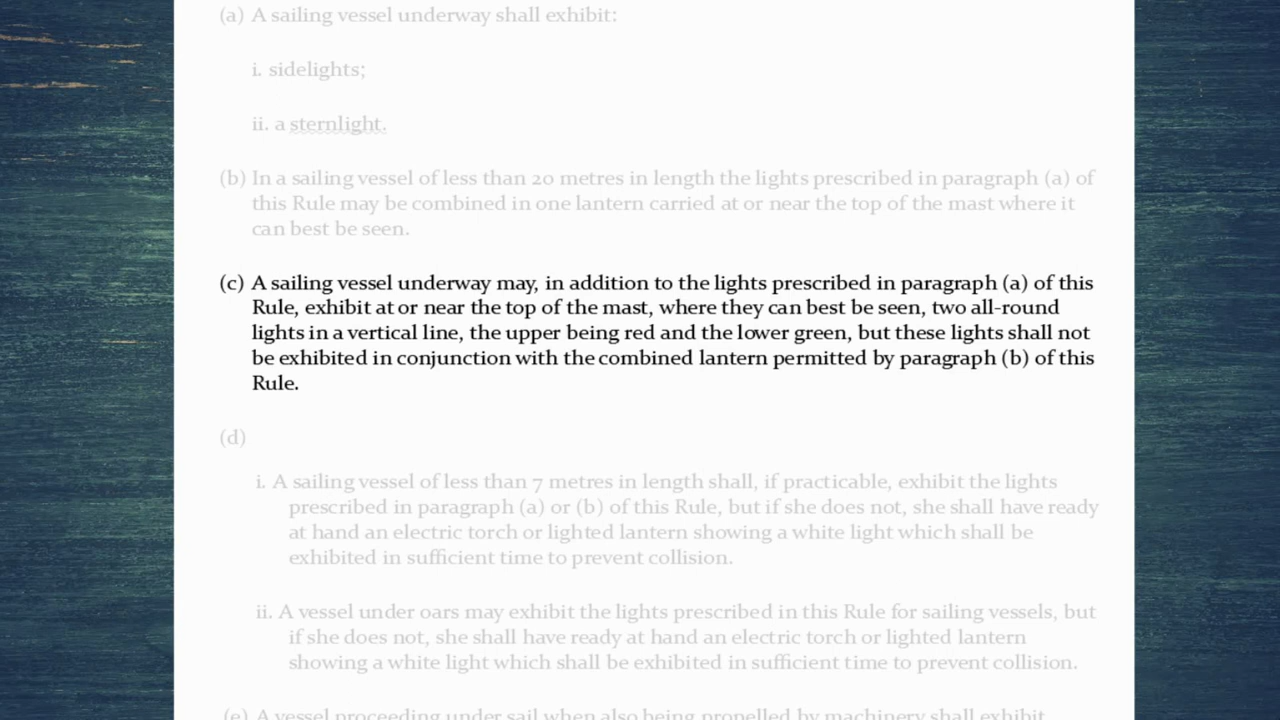 (a) A sailing vessel underway shall exhibit:
i. sidelights;
ii. a sternlight.
(b) In a sailing vessel of less than 20 metres in length the lights prescribed in paragraph (a) of
this Rule may be combined in one lantern carried at or near the top of the mast where it
can best be seen.
(c) A sailing vessel underway may, in addition to the lights prescribed in paragraph (a) of this
Rule, exhibit at or near the top of the mast, where they can best be seen, two all-round
lights in a vertical line, the upper being red and the lower green, but these lights shall not
be exhibited in conjunction with the combined lantern permitted by paragraph (b) of this
Rule.
(d)
i. A sailing vessel of less than 7 metres in length shall, if practicable, exhibit the lights
prescribed in paragraph (a) or (b) of this Rule, but if she does not, she shall have ready
at hand an electric torch or lighted lantern showing a white light which shall be
exhibited in sufficient time to prevent collision.
ii. A vessel under oars may exhibit the lights prescribed in this Rule for sailing vessels, but
if she does not, she shall have ready at hand an electric torch or lighted lantern
showing a white light which shall be exhibited in sufficient time to prevent collision.
(e) A vessel proceeding under sail when also being propelled by machinery shall exhibit